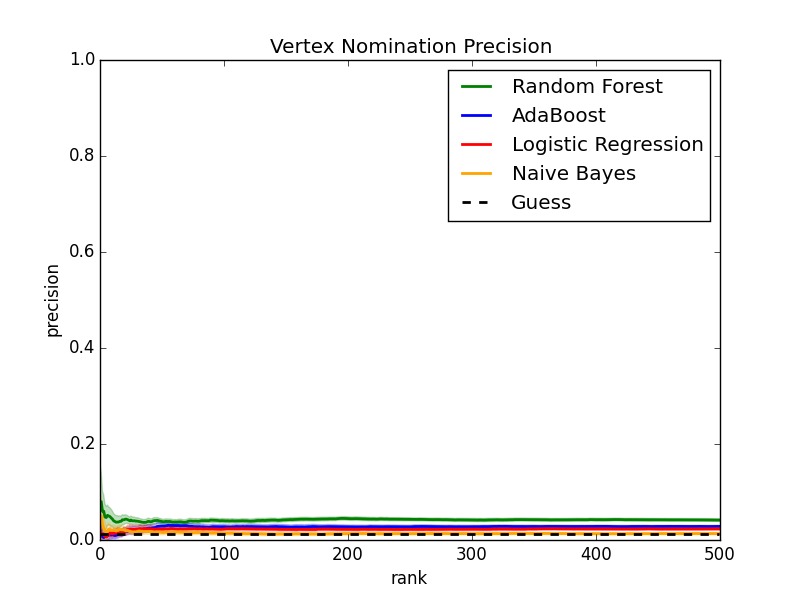 Vertex Nomination Precision
1.0
0.8
0.6
0.4
0.2
0.0
precision
Random Forest
AdaBoost
Logistic Regression
Naive Bayes
Guess
0
100
200
300
400
500
rank